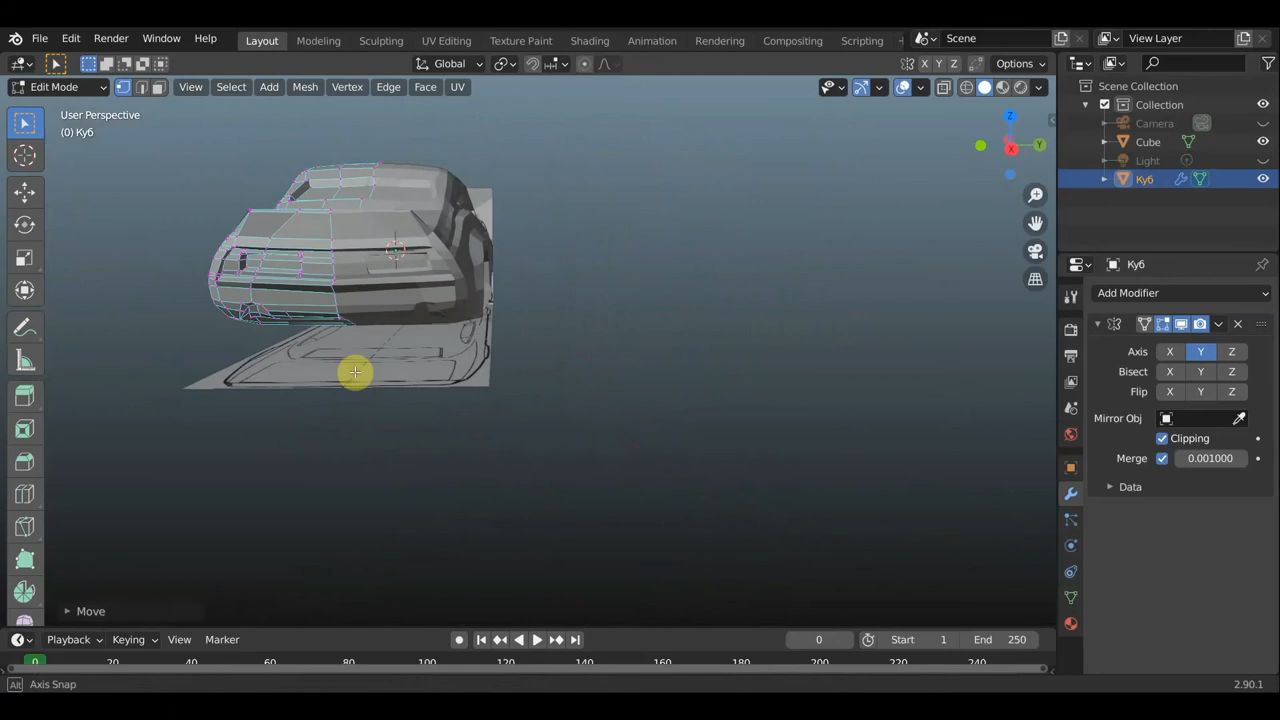 File Edit Render Window Help Layout Modeling Sculpting UV Editing Texture Paint Shading Animation Rendering Compositing Scripting Scene View Layer
Global Options
Edit Mode View Select Add Mesh Vertex Edge Face UV
Scene Collection
Collection
Camera
Cube
Light
Куб
User Perspective
(0) Куб
Z
Y
X
Куб
Add Modifier
Axis X Y Z
Bisect X Y Z
Flip X Y Z
Mirror Obj
Clipping
Merge 0.001000
Data
Move
Playback Keying View Marker 0 Start 1 End 250
0 20 40 60 80 100 120 140 160 180 200 220 240
Alt Axis Snap 2.90.1